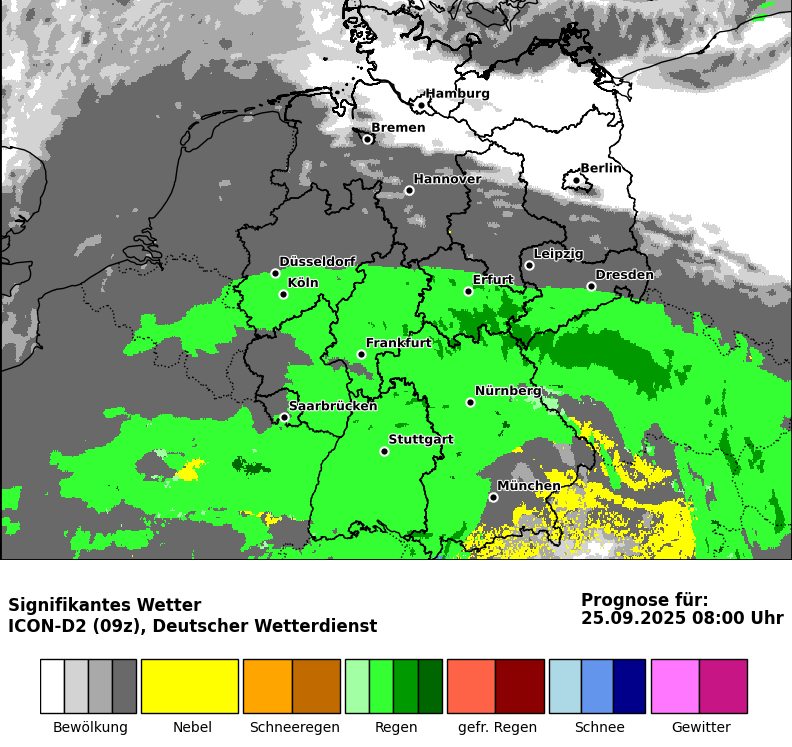 Hamburg
Bremen
Berlin
Hannover
Leipzig
Düsseldorf
Dresden
Erfurt
Köln
Frankfurt
Nürnberg
Saarbrücken
Stuttgart
München
Signifikantes Wetter
ICON-D2 (09z), Deutscher Wetterdienst
Prognose für:
25.09.2025 08:00 Uhr
Bewölkung Nebel Schneeregen Regen gefr. Regen Schnee Gewitter